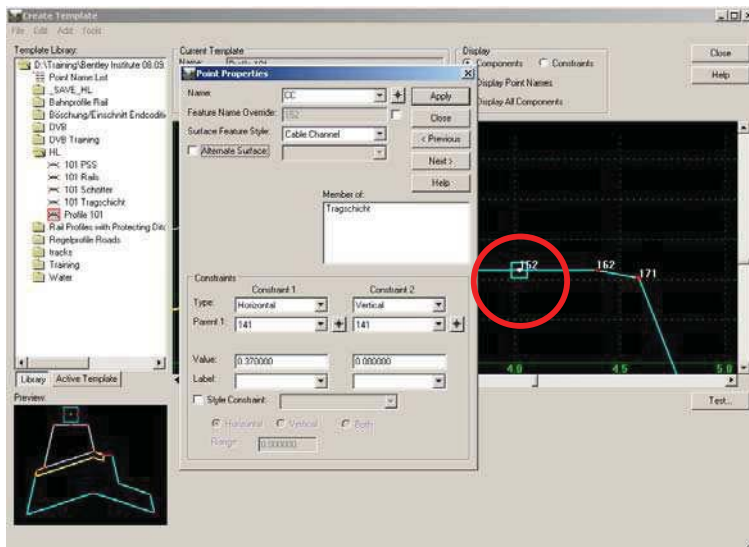 Create Template
File Edit Add Tools
Template Library:
D:\Training\Bentley Institute 08.09.
Point Name List
_SAVE_HL
Bahnprofile Rail
Böschung/Einschnitt Endconditi
DVB
DVB Training
HL
101 PSS
101 Rails
101 Schotter
101 Tragschicht
Profile 101
Rail Profiles with Protecting Ditc
Regelprofile Roads
tracks
Training
Water
Library
Active Template
Preview:
Current Template
Display
Components
Constraints
Display Point Names
Display All Components
Close
Help
Point Properties
Name:
CC
Apply
Feature Name Override:
152
Close
Surface Feature Style:
Cable Channel
< Previous
Alternate Surface:
Next >
Help
Member of:
Tragschicht
Constraints
Constraint 1
Constraint 2
Type:
Horizontal
Vertical
Parent 1:
141
141
Value:
0.370000
0.000000
Label:
Style Constraint:
Horizontal
Vertical
Both
Range:
0.000000
152
162
171
4.0
4.5
5.0
Test...